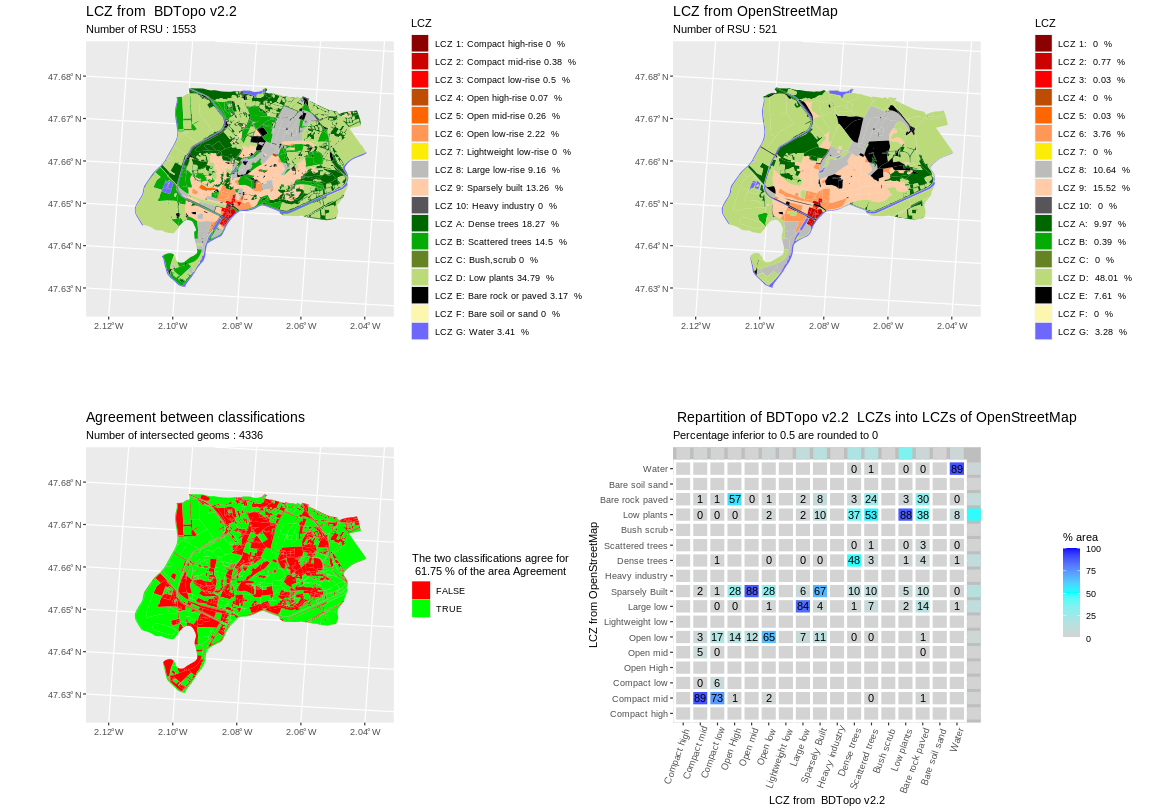 LCZ from  BDTopo v2.2
Number of RSU : 1553
47.68°N
47.67°N
47.66°N
47.65°N
47.64°N
47.63°N
2.12°W
2.10°W
2.08°W
2.06°W
2.04°W
LCZ
LCZ 1: Compact high-rise 0  %
LCZ 2: Compact mid-rise 0.38  %
LCZ 3: Compact low-rise 0.5  %
LCZ 4: Open high-rise 0.07  %
LCZ 5: Open mid-rise 0.26  %
LCZ 6: Open low-rise 2.22  %
LCZ 7: Lightweight low-rise 0  %
LCZ 8: Large low-rise 9.16  %
LCZ 9: Sparsely built 13.26  %
LCZ 10: Heavy industry 0  %
LCZ A: Dense trees 18.27  %
LCZ B: Scattered trees 14.5  %
LCZ C: Bush,scrub 0  %
LCZ D: Low plants 34.79  %
LCZ E: Bare rock or paved 3.17  %
LCZ F: Bare soil or sand 0  %
LCZ G: Water 3.41  %
LCZ from OpenStreetMap
Number of RSU : 521
47.68°N
47.67°N
47.66°N
47.65°N
47.64°N
47.63°N
2.12°W
2.10°W
2.08°W
2.06°W
2.04°W
LCZ
LCZ 1:  0  %
LCZ 2:  0.77  %
LCZ 3:  0.03  %
LCZ 4:  0  %
LCZ 5:  0.03  %
LCZ 6:  3.76  %
LCZ 7:  0  %
LCZ 8:  10.64  %
LCZ 9:  15.52  %
LCZ 10:  0  %
LCZ A:  9.97  %
LCZ B:  0.39  %
LCZ C:  0  %
LCZ D:  48.01  %
LCZ E:  7.61  %
LCZ F:  0  %
LCZ G:  3.28  %
Agreement between classifications
Number of intersected geoms : 4336
47.68°N
47.67°N
47.66°N
47.65°N
47.64°N
47.63°N
2.12°W
2.10°W
2.08°W
2.06°W
2.04°W
The two classifications agree for
61.75 % of the area Agreement
FALSE
TRUE
Repartition of BDTopo v2.2  LCZs into LCZs of OpenStreetMap
Percentage inferior to 0.5 are rounded to 0
LCZ from OpenStreetMap
Water 0 1 0 0 89
Bare soil sand
Bare rock paved 1 1 57 0 1 2 8 3 24 3 30 0
Low plants 0 0 0 2 2 10 37 53 88 38 8
Bush scrub
Scattered trees 0 1 0 3
Dense trees 1 0 0 0 48 3 1 4 1
Heavy industry
Sparsely Built 2 1 28 88 28 6 67 10 10 5 10 0
Large low 0 0 1 84 4 1 7 2 14 1
Lightweight low
Open low 3 17 14 12 65 7 11 0 0 1
Open mid 5 0 0
Open High
Compact low 0 6
Compact mid 89 73 1 2 0 1
Compact high
Compact high
Compact mid
Compact low
Open High
Open mid
Open low
Lightweight low
Large low
Sparsely Built
Heavy industry
Dense trees
Scattered trees
Bush scrub
Low plants
Bare rock paved
Bare soil sand
Water
LCZ from  BDTopo v2.2
% area
100
75
50
25
0